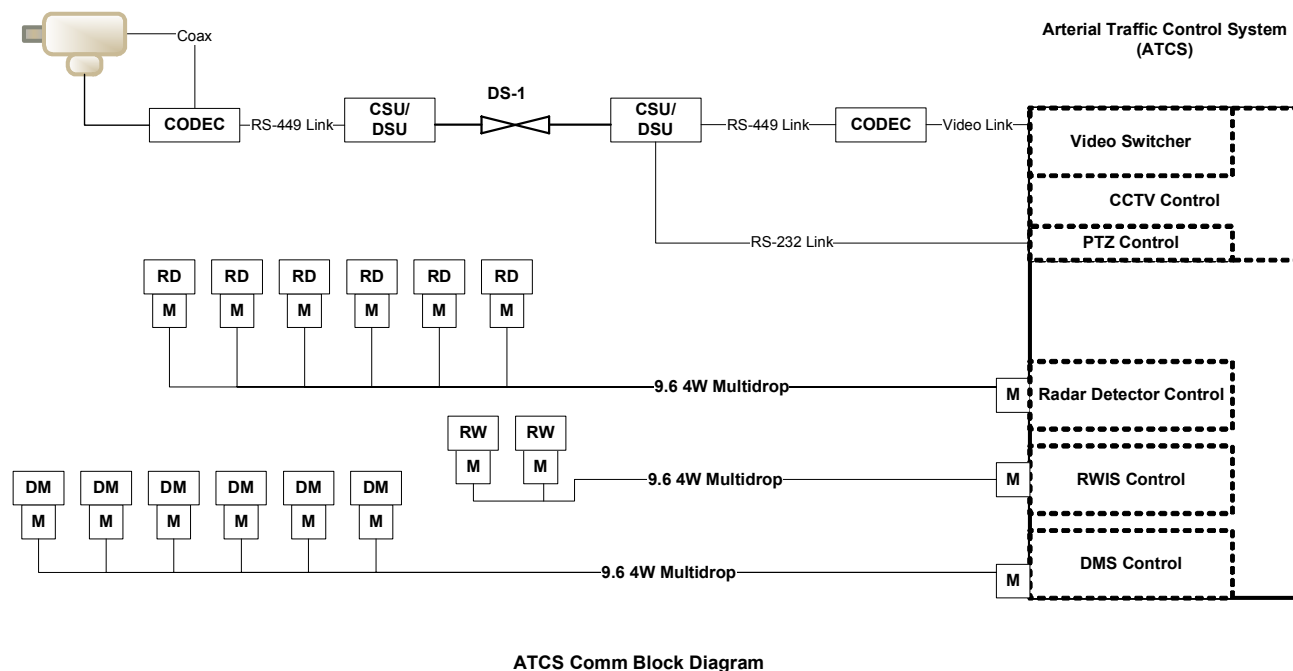 Arterial Traffic Control System
(ATCS)
Coax
DS-1
CODEC
RS-449 Link
CSU/
DSU
CSU/
DSU
RS-449 Link
CODEC
Video Link
Video Switcher
CCTV Control
RS-232 Link
PTZ Control
RD RD RD RD RD RD
M M M M M M
9.6 4W Multidrop
M
Radar Detector Control
RW RW
M M
9.6 4W Multidrop
M
RWIS Control
DM DM DM DM DM DM
M M M M M M
9.6 4W Multidrop
M
DMS Control
ATCS Comm Block Diagram